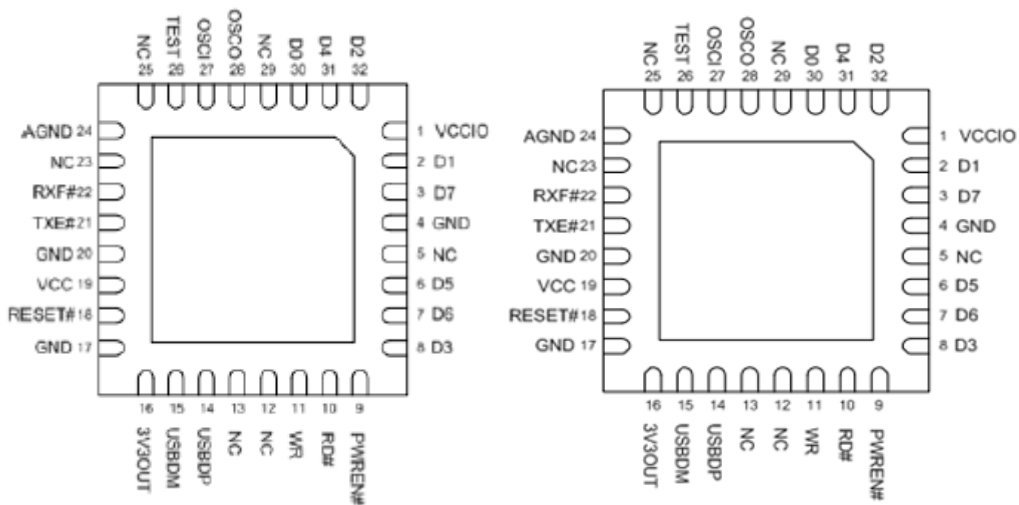 NC 25
TEST 26
OSCI 27
OSCO 28
NC 29
D0 30
D4 31
D2 32
AGND 24
NC 23
RXF# 22
TXE# 21
GND 20
VCC 19
RESET# 18
GND 17
1 VCCIO
2 D1
3 D7
4 GND
5 NC
6 D5
7 D6
8 D3
16 3V3OUT
15 USBDM
14 USBDP
13 NC
12 NC
11 WR
10 RD#
9 PWREN#
NC 25
TEST 26
OSCI 27
OSCO 28
NC 29
D0 30
D4 31
D2 32
AGND 24
NC 23
RXF# 22
TXE# 21
GND 20
VCC 19
RESET# 18
GND 17
1 VCCIO
2 D1
3 D7
4 GND
5 NC
6 D5
7 D6
8 D3
16 3V3OUT
15 USBDM
14 USBDP
13 NC
12 NC
11 WR
10 RD#
9 PWREN#